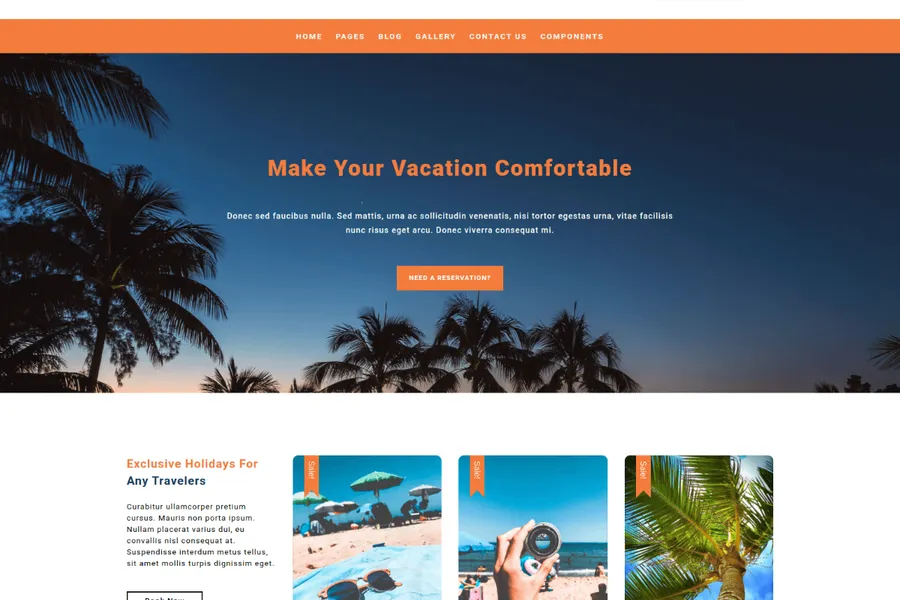 HOME PAGES BLOG GALLERY CONTACT US COMPONENTS
Make Your Vacation Comfortable
Donec sed faucibus nulla. Sed mattis, urna ac sollicitudin venenatis, nisi tortor egestas urna, vitae facilisis
nunc risus eget arcu. Donec viverra consequat mi.
NEED A RESERVATION?
Exclusive Holidays For
Any Travelers
Curabitur ullamcorper pretium
cursus. Mauris non porta ipsum.
Nullam placerat varius dui, eu
convallis nisl consequat at.
Suspendisse interdum metus tellus,
sit amet mollis turpis dignissim eget.
Book Now
Sale!
Sale!
Sale!